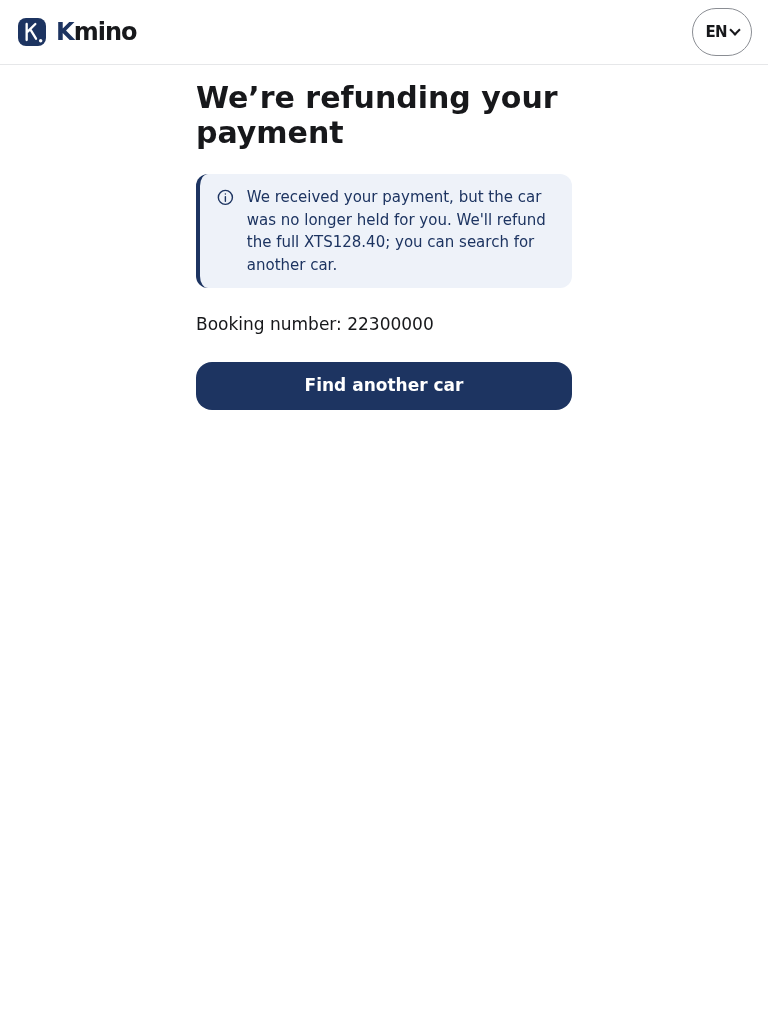 K. Kmino
EN
We’re refunding your
payment
We received your payment, but the car
was no longer held for you. We'll refund
the full XTS128.40; you can search for
another car.
Booking number: 22300000
Find another car